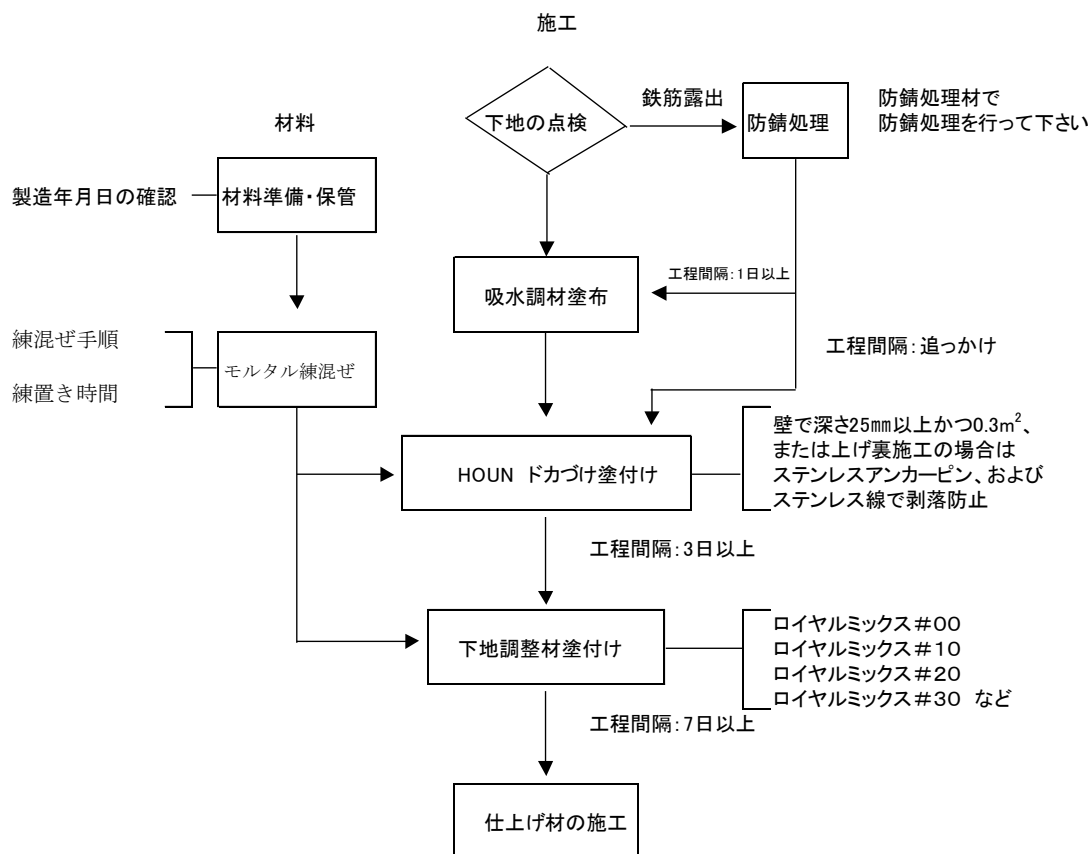 施工
下地の点検
鉄筋露出
防錆処理
防錆処理材で
防錆処理を行って下さい
材料
製造年月日の確認
材料準備・保管
工程間隔:1日以上
吸水調材塗布
練混ぜ手順
練置き時間
モルタル練混ぜ
工程間隔:追っかけ
HOUN ドカづけ塗付け
壁で深さ25㎜以上かつ0.3㎡、
または上げ裏施工の場合は
ステンレスアンカーピン、および
ステンレス線で剥落防止
工程間隔:3日以上
下地調整材塗付け
ロイヤルミックス#00
ロイヤルミックス#10
ロイヤルミックス#20
ロイヤルミックス#30 など
工程間隔:7日以上
仕上げ材の施工